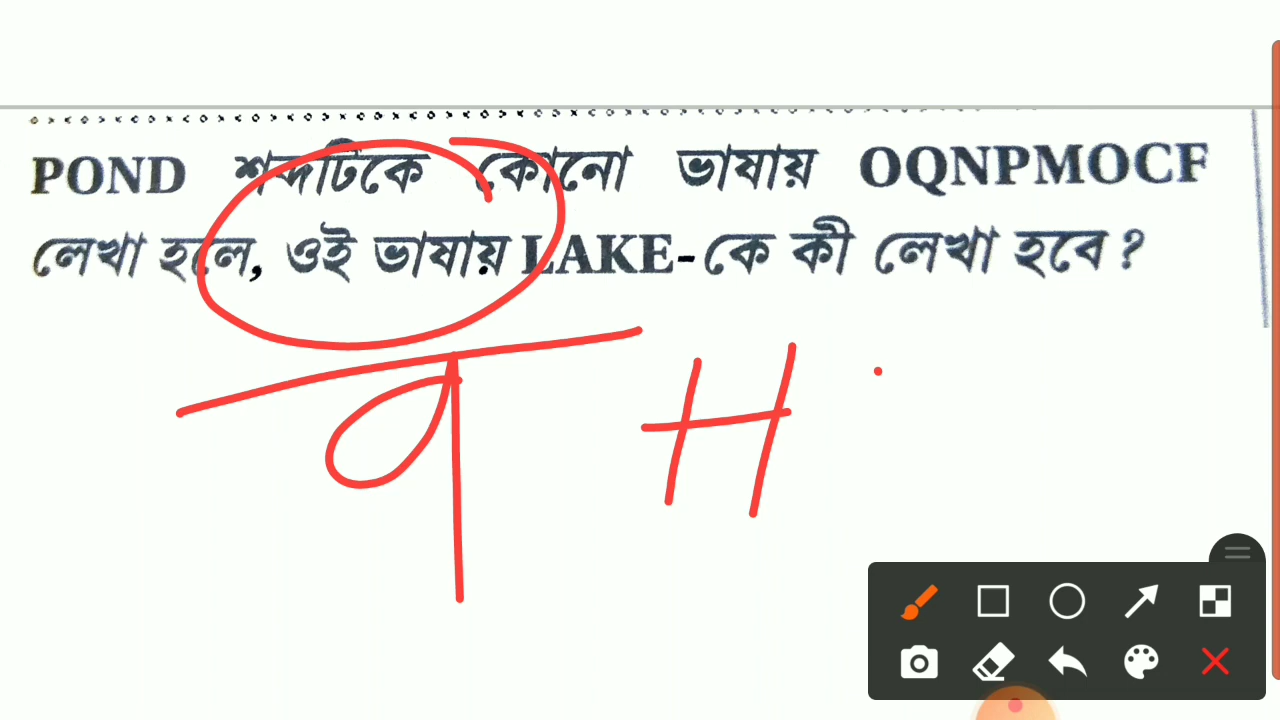 POND শব্দটিকে কোনো ভাষায় OQNPMOCF
লেখা হলে, ওই ভাষায় LAKE-কে কী লেখা হবে ?
ব H